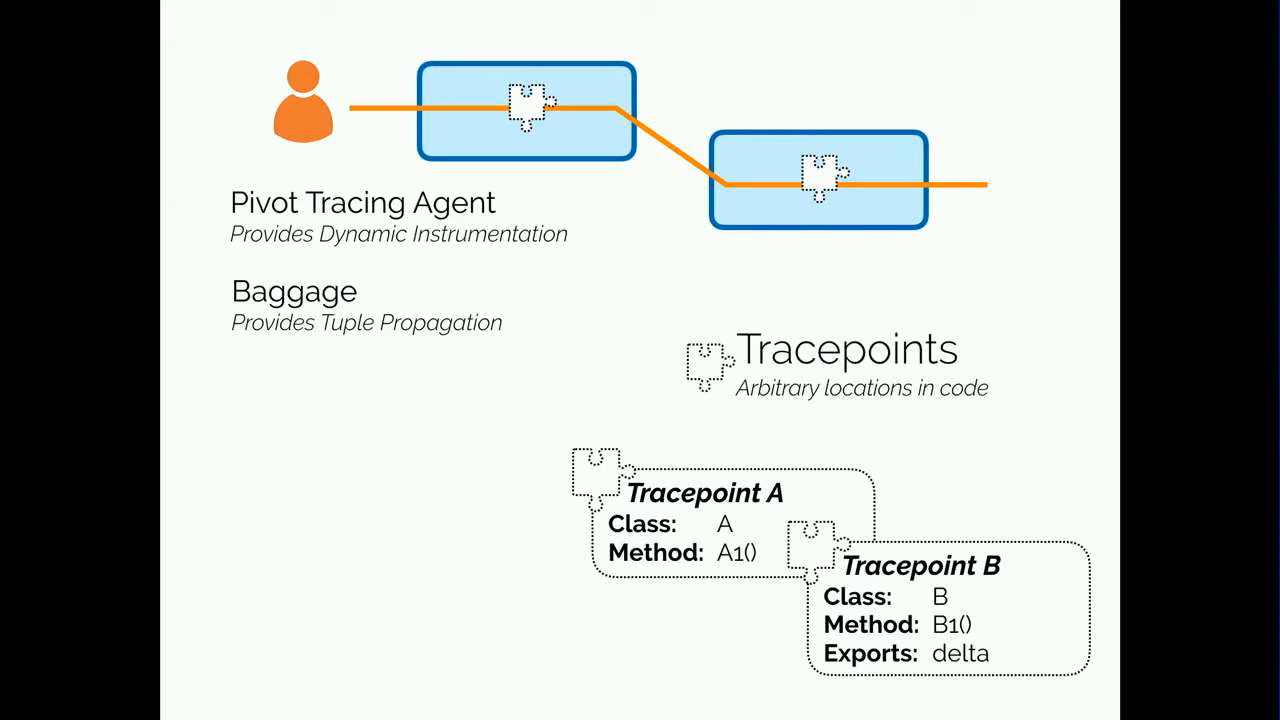 Pivot Tracing Agent
Provides Dynamic Instrumentation
Baggage
Provides Tuple Propagation
Tracepoints
Arbitrary locations in code
Tracepoint A
Class: A
Method: A1()
Tracepoint B
Class: B
Method: B1()
Exports: delta